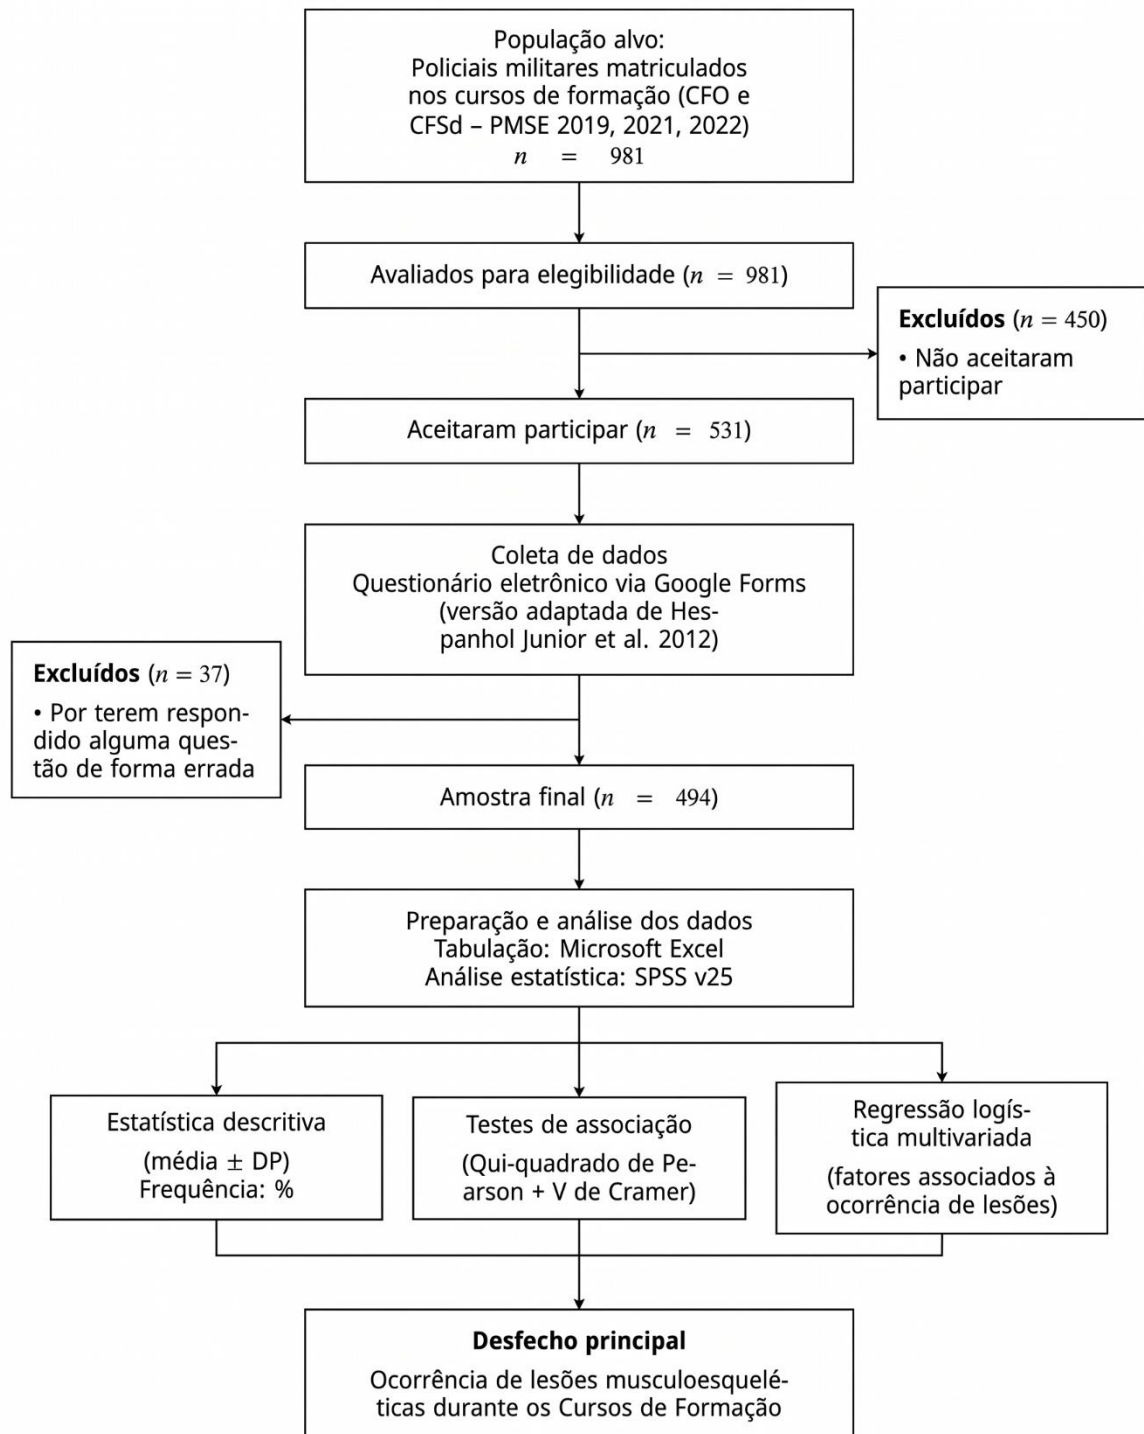 População alvo:
Policiais militares matriculados
nos cursos de formação (CFO e
CFSd – PMSE 2019, 2021, 2022)
n = 981
Avaliados para elegibilidade (n = 981)
Excluídos (n = 450)
• Não aceitaram
participar
Aceitaram participar (n = 531)
Coleta de dados
Questionário eletrônico via Google Forms
(versão adaptada de Hes-
panhol Junior et al. 2012)
Excluídos (n = 37)
• Por terem respon-
dido alguma ques-
tão de forma errada
Amostra final (n = 494)
Preparação e análise dos dados
Tabulação: Microsoft Excel
Análise estatística: SPSS v25
Estatística descritiva
(média ± DP)
Frequência: %
Testes de associação
(Qui-quadrado de Pe-
arson + V de Cramer)
Regressão logís-
tica multivariada
(fatores associados à
ocorrência de lesões)
Desfecho principal
Ocorrência de lesões musculoesquelé-
ticas durante os Cursos de Formação